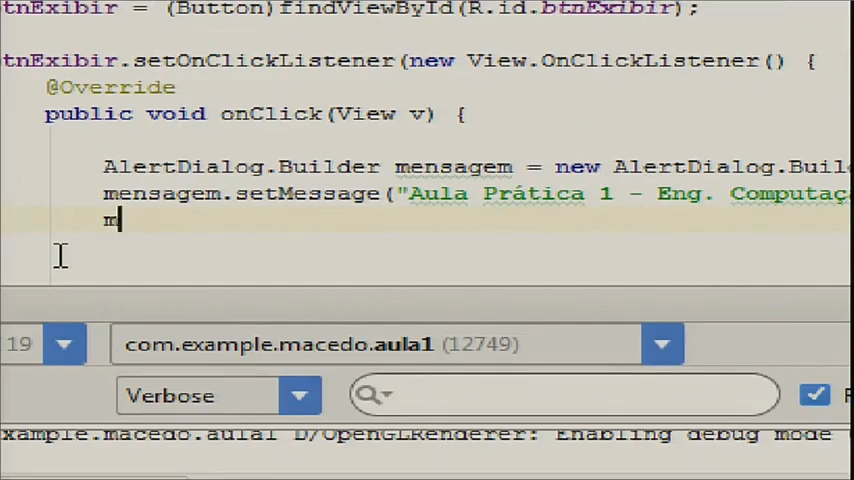 tnExibir = (Button)findViewById(R.id.btnExibir);
tnExibir.setOnClickListener(new View.OnClickListener() {
@Override
public void onClick(View v) {
AlertDialog.Builder mensagem = new AlertDialog.Buil
mensagem.setMessage("Aula Prática 1 - Eng. Computaç
m
19 com.example.macedo.aula1 (12749)
Verbose
xample.macedo.aula1 D/OpenGLRenderer: Enabling debug mode